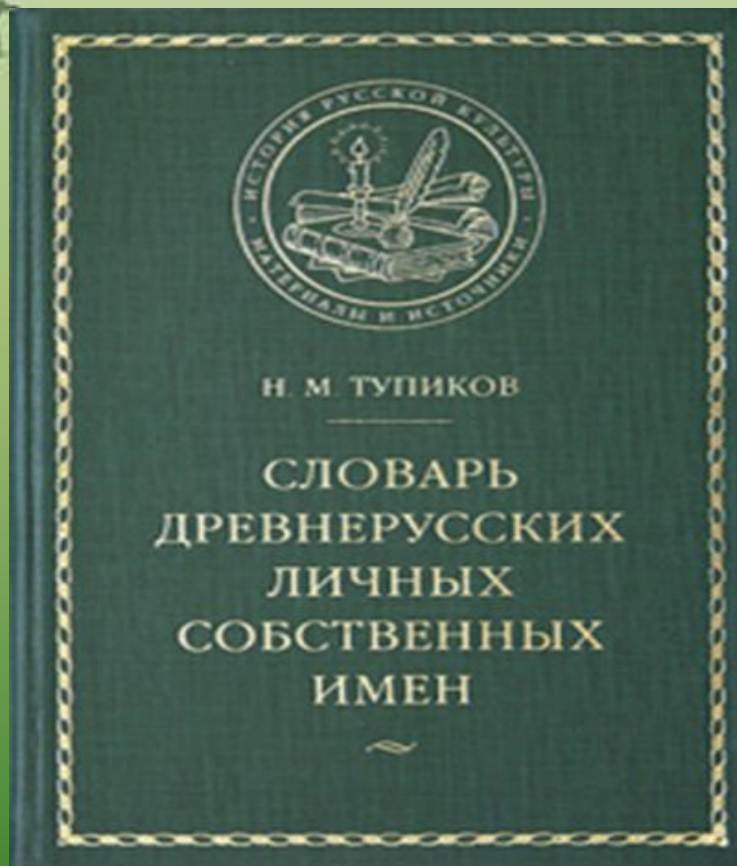 ИСТОРИЯ РУССКОЙ КУЛЬТУРЫ
МАТЕРИАЛЫ И ИСТОЧНИКИ
Н. М. ТУПИКОВ
СЛОВАРЬ
ДРЕВНЕРУССКИХ
ЛИЧНЫХ
СОБСТВЕННЫХ
ИМЕН